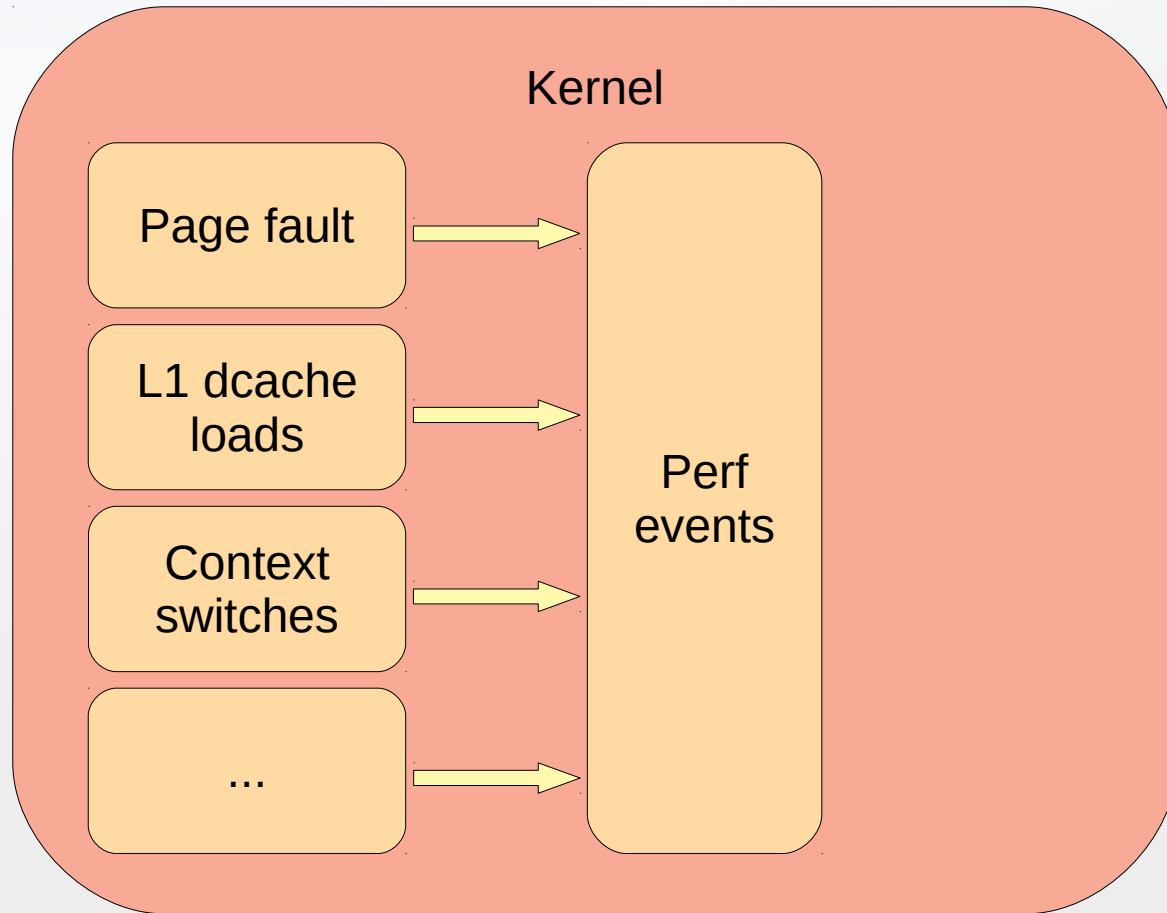 Kernel
Page fault
L1 dcache
loads
Context
switches
...
Perf
events